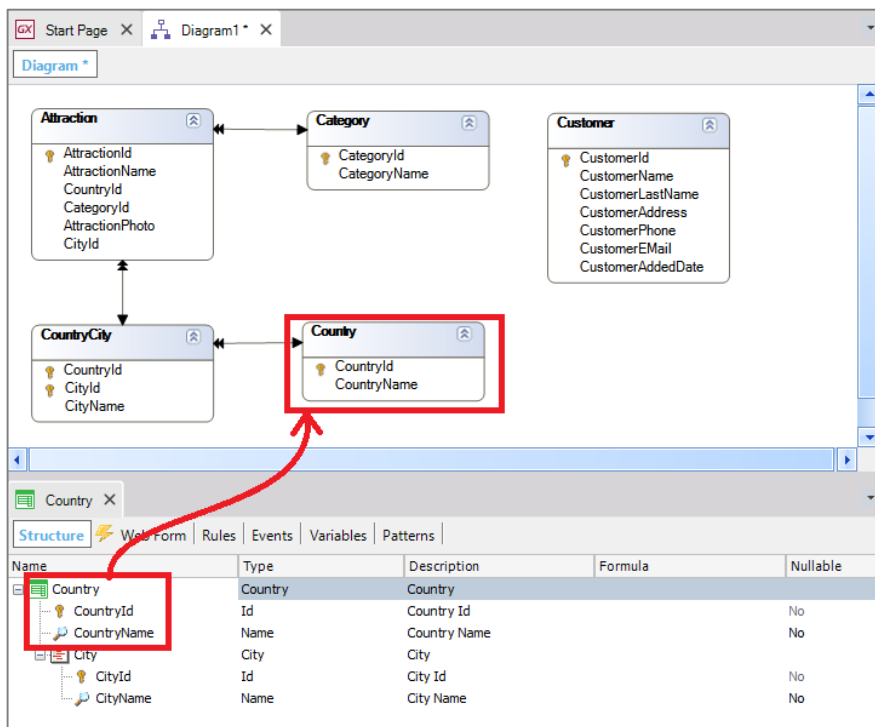 GX Start Page Diagram1 *
Diagram *
Attraction
AttractionId
AttractionName
CountryId
CategoryId
AttractionPhoto
CityId
Category
CategoryId
CategoryName
Customer
CustomerId
CustomerName
CustomerLastName
CustomerAddress
CustomerPhone
CustomerEMail
CustomerAddedDate
CountryCity
CountryId
CityId
CityName
Country
CountryId
CountryName
Country
Structure Web Form Rules Events Variables Patterns
Name Type Description Formula Nullable
Country Country Country
CountryId Id Country Id No
CountryName Name Country Name No
City City City
CityId Id City Id No
CityName Name City Name No